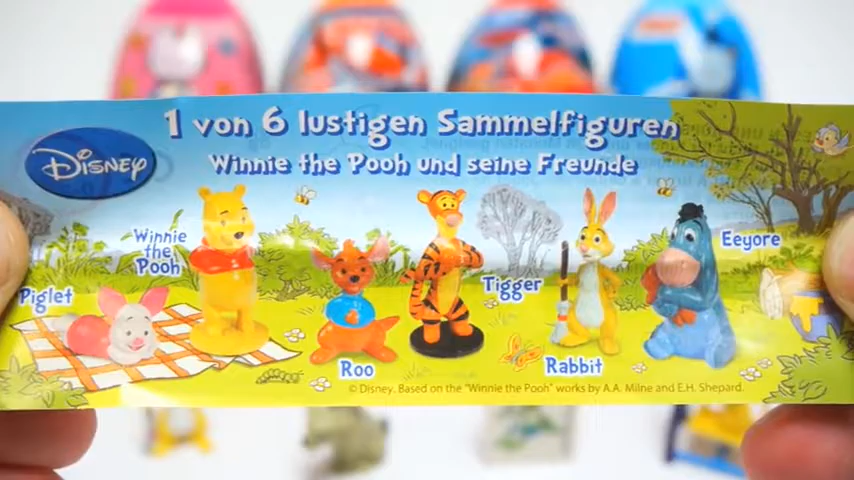 1 von 6 lustigen Sammelfiguren
Disney
Winnie the Pooh und seine Freunde
Winnie
the
Pooh
Eeyore
Piglet
Tigger
Roo
Rabbit
© Disney. Based on the "Winnie the Pooh" works by A.A. Milne and E.H. Shepard.